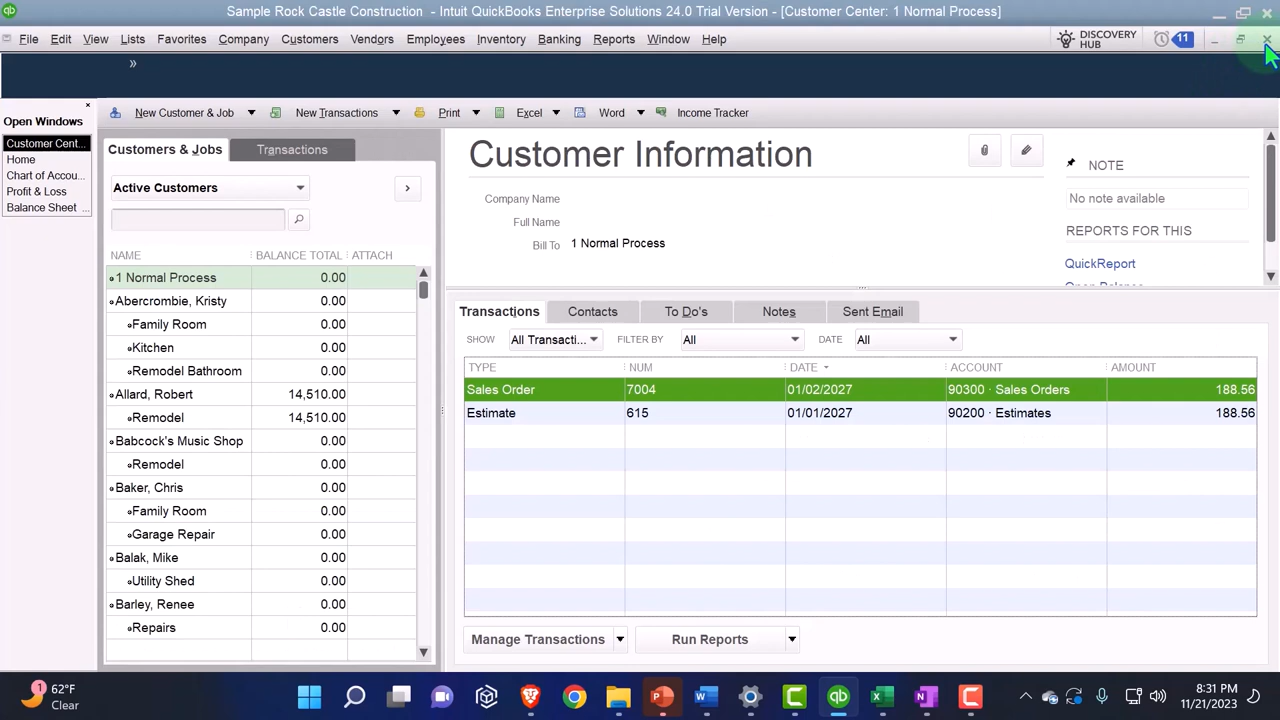 Sample Rock Castle Construction - Intuit QuickBooks Enterprise Solutions 24.0 Trial Version - [Customer Center: 1 Normal Process]
File Edit View Lists Favorites Company Customers Vendors Employees Inventory Banking Reports Window Help DISCOVERY HUB 11
»
New Customer & Job New Transactions Print Excel Word Income Tracker
Open Windows
Customer Cent...
Home
Chart of Accou...
Profit & Loss
Balance Sheet ...
Customers & Jobs Transactions
Active Customers
NAME BALANCE TOTAL ATTACH
1 Normal Process 0.00
Abercrombie, Kristy 0.00
Family Room 0.00
Kitchen 0.00
Remodel Bathroom 0.00
Allard, Robert 14,510.00
Remodel 14,510.00
Babcock's Music Shop 0.00
Remodel 0.00
Baker, Chris 0.00
Family Room 0.00
Garage Repair 0.00
Balak, Mike 0.00
Utility Shed 0.00
Barley, Renee 0.00
Repairs 0.00
Customer Information
Company Name
Full Name
Bill To 1 Normal Process
NOTE
No note available
REPORTS FOR THIS
QuickReport
Open Balance
Transactions Contacts To Do's Notes Sent Email
SHOW All Transacti... FILTER BY All DATE All
TYPE NUM DATE ACCOUNT AMOUNT
Sales Order 7004 01/02/2027 90300 · Sales Orders 188.56
Estimate 615 01/01/2027 90200 · Estimates 188.56
Manage Transactions Run Reports
1
62°F
Clear
8:31 PM
11/21/2023